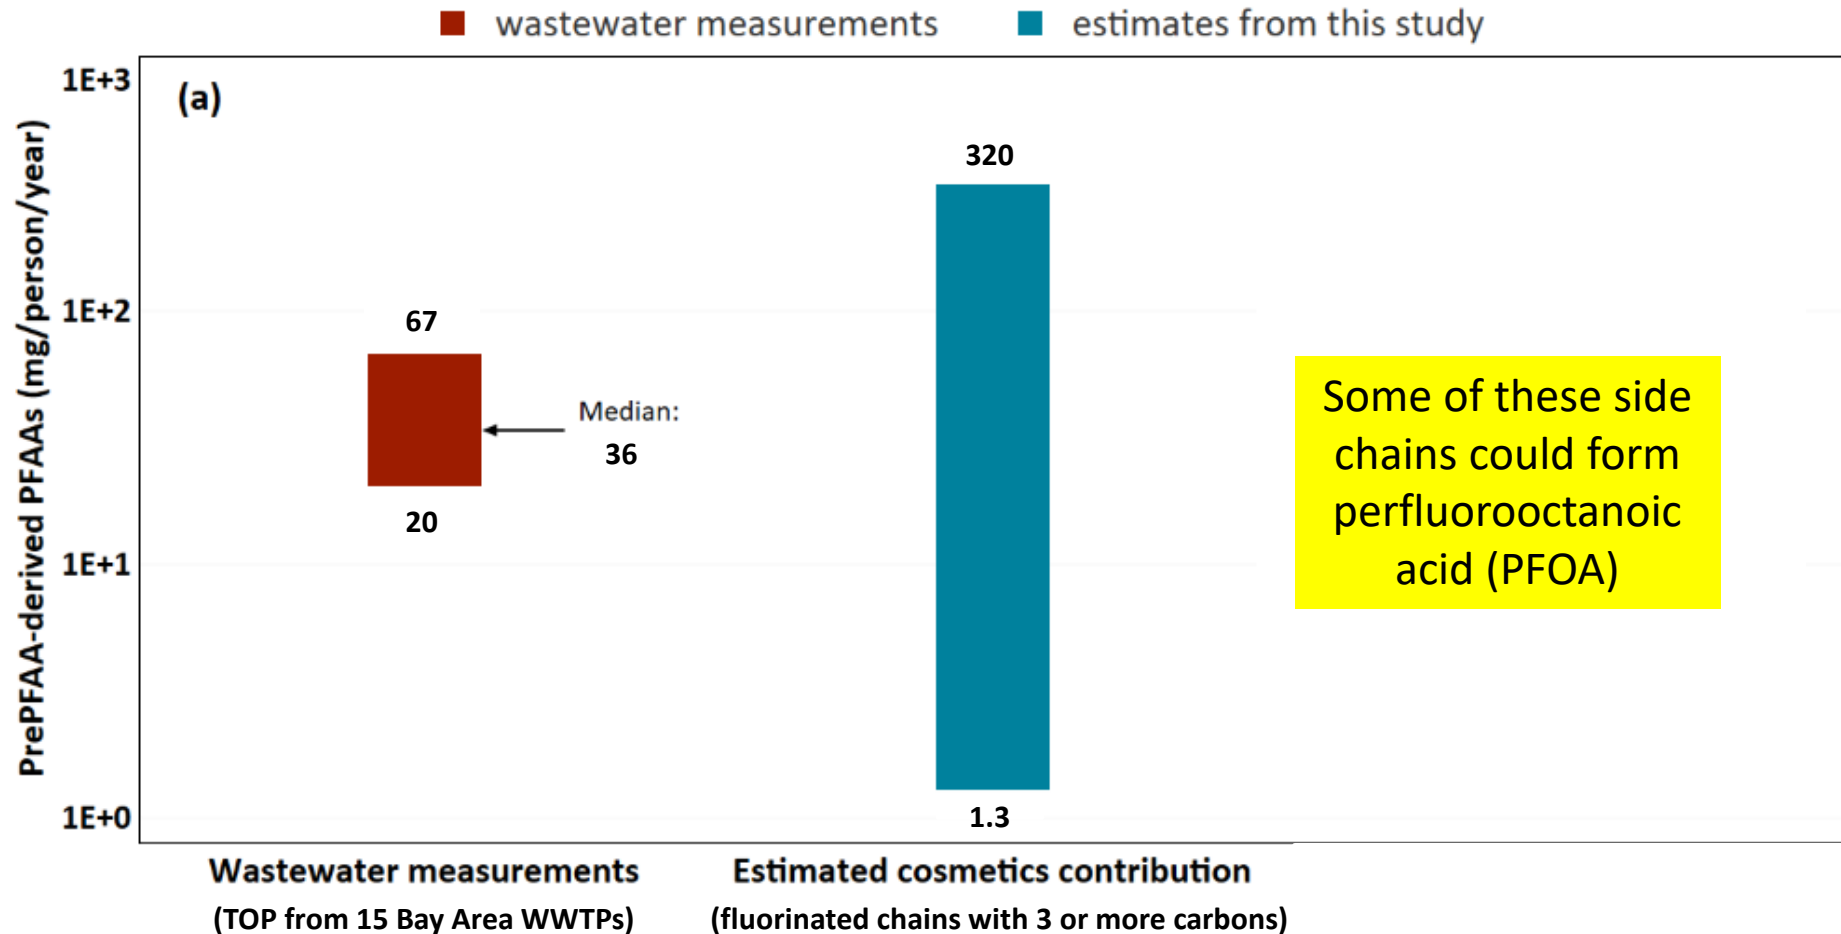 wastewater measurements estimates from this study
PrePFAA-derived PFAAs (mg/person/year)
1E+3
1E+2
1E+1
1E+0
(a)
67
Median:
36
20
320
1.3
Some of these side
chains could form
perfluorooctanoic
acid (PFOA)
Wastewater measurements
(TOP from 15 Bay Area WWTPs)
Estimated cosmetics contribution
(fluorinated chains with 3 or more carbons)